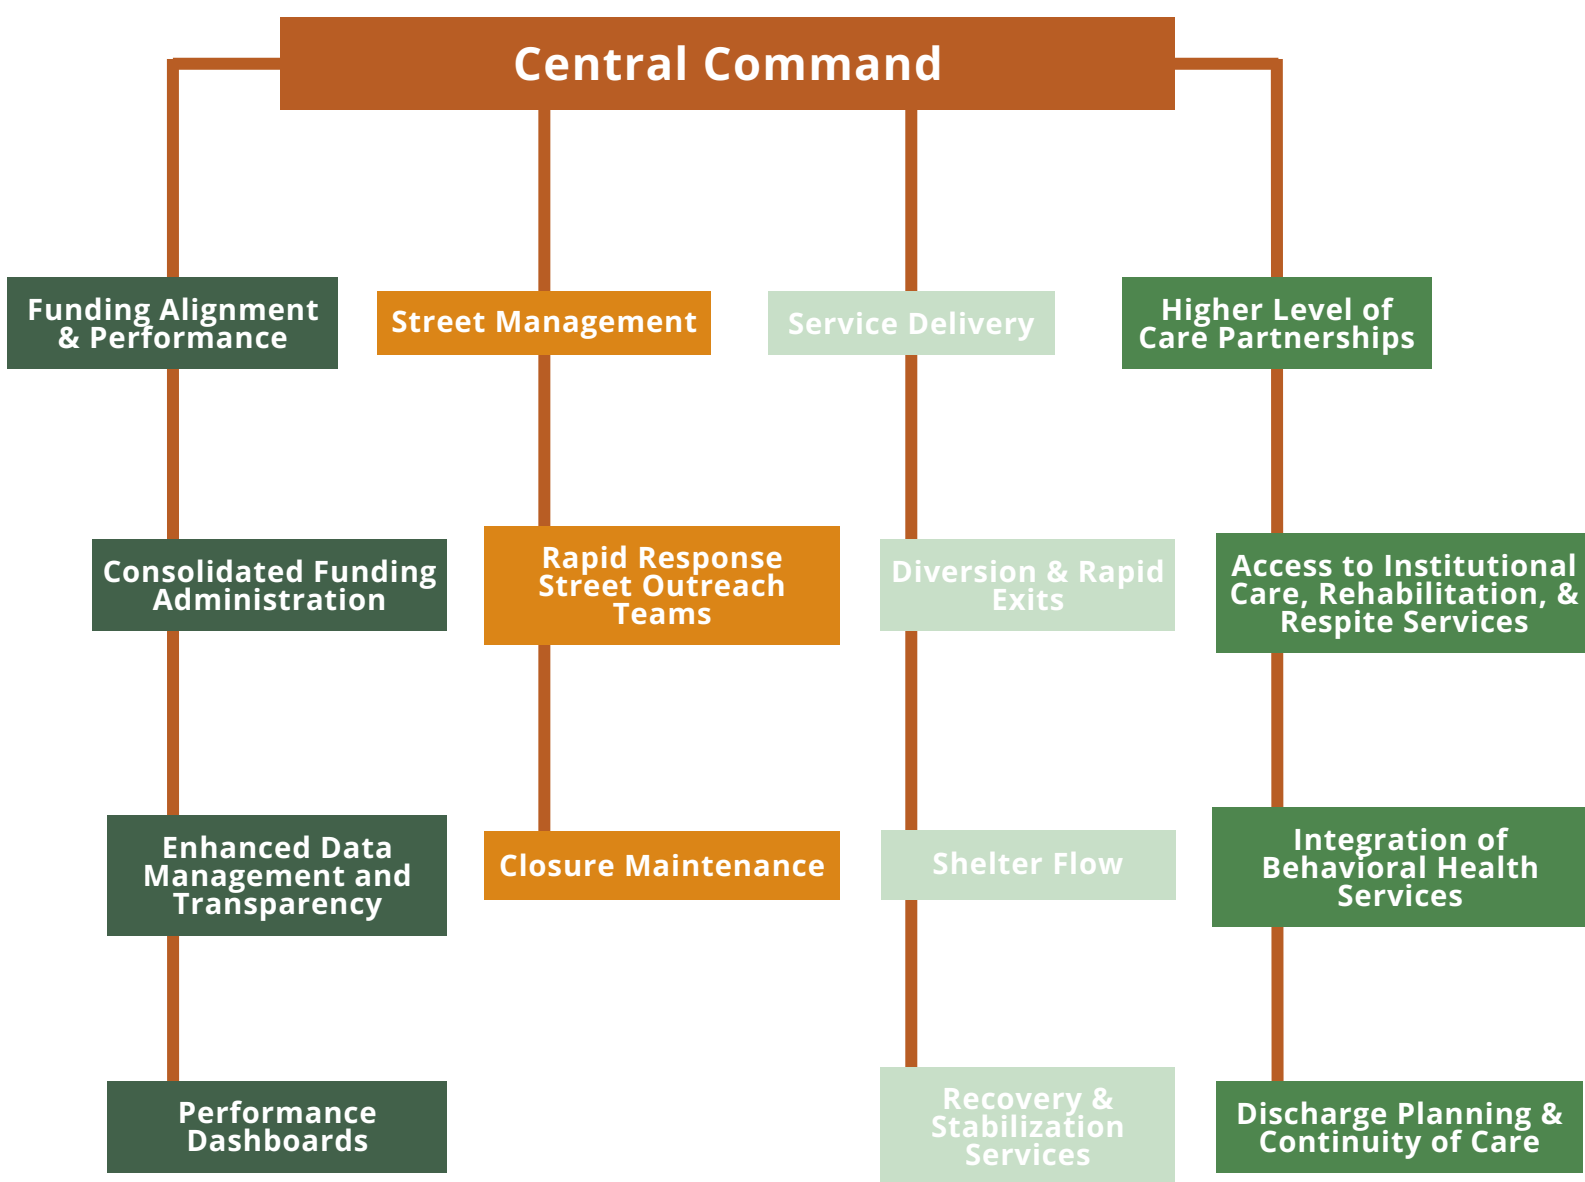 Central Command
Funding Alignment
& Performance
Street Management
Service Delivery
Higher Level of
Care Partnerships
Consolidated Funding
Administration
Rapid Response
Street Outreach
Teams
Diversion & Rapid
Exits
Access to Institutional
Care, Rehabilitation, &
Respite Services
Enhanced Data
Management and
Transparency
Closure Maintenance
Shelter Flow
Integration of
Behavioral Health
Services
Performance
Dashboards
Recovery &
Stabilization
Services
Discharge Planning &
Continuity of Care